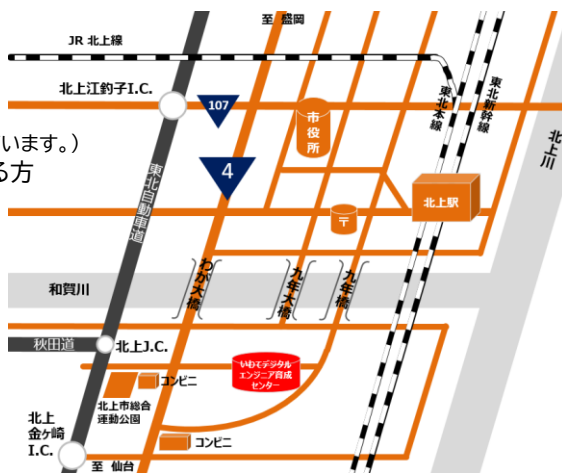 至 盛岡
JR 北上線
北上江釣子I.C.
107
市役所
東北本線
東北新幹線
北上川
います。）
る方
4
東北自動車道
北上駅
〒
わが大橋
九年大橋
九年橋
和賀川
秋田道
北上J.C.
いわてデジタル
エンジニア育成
センター
コンビニ
北上市総合
運動公園
北上
金ヶ崎
I.C.
コンビニ
至 仙台